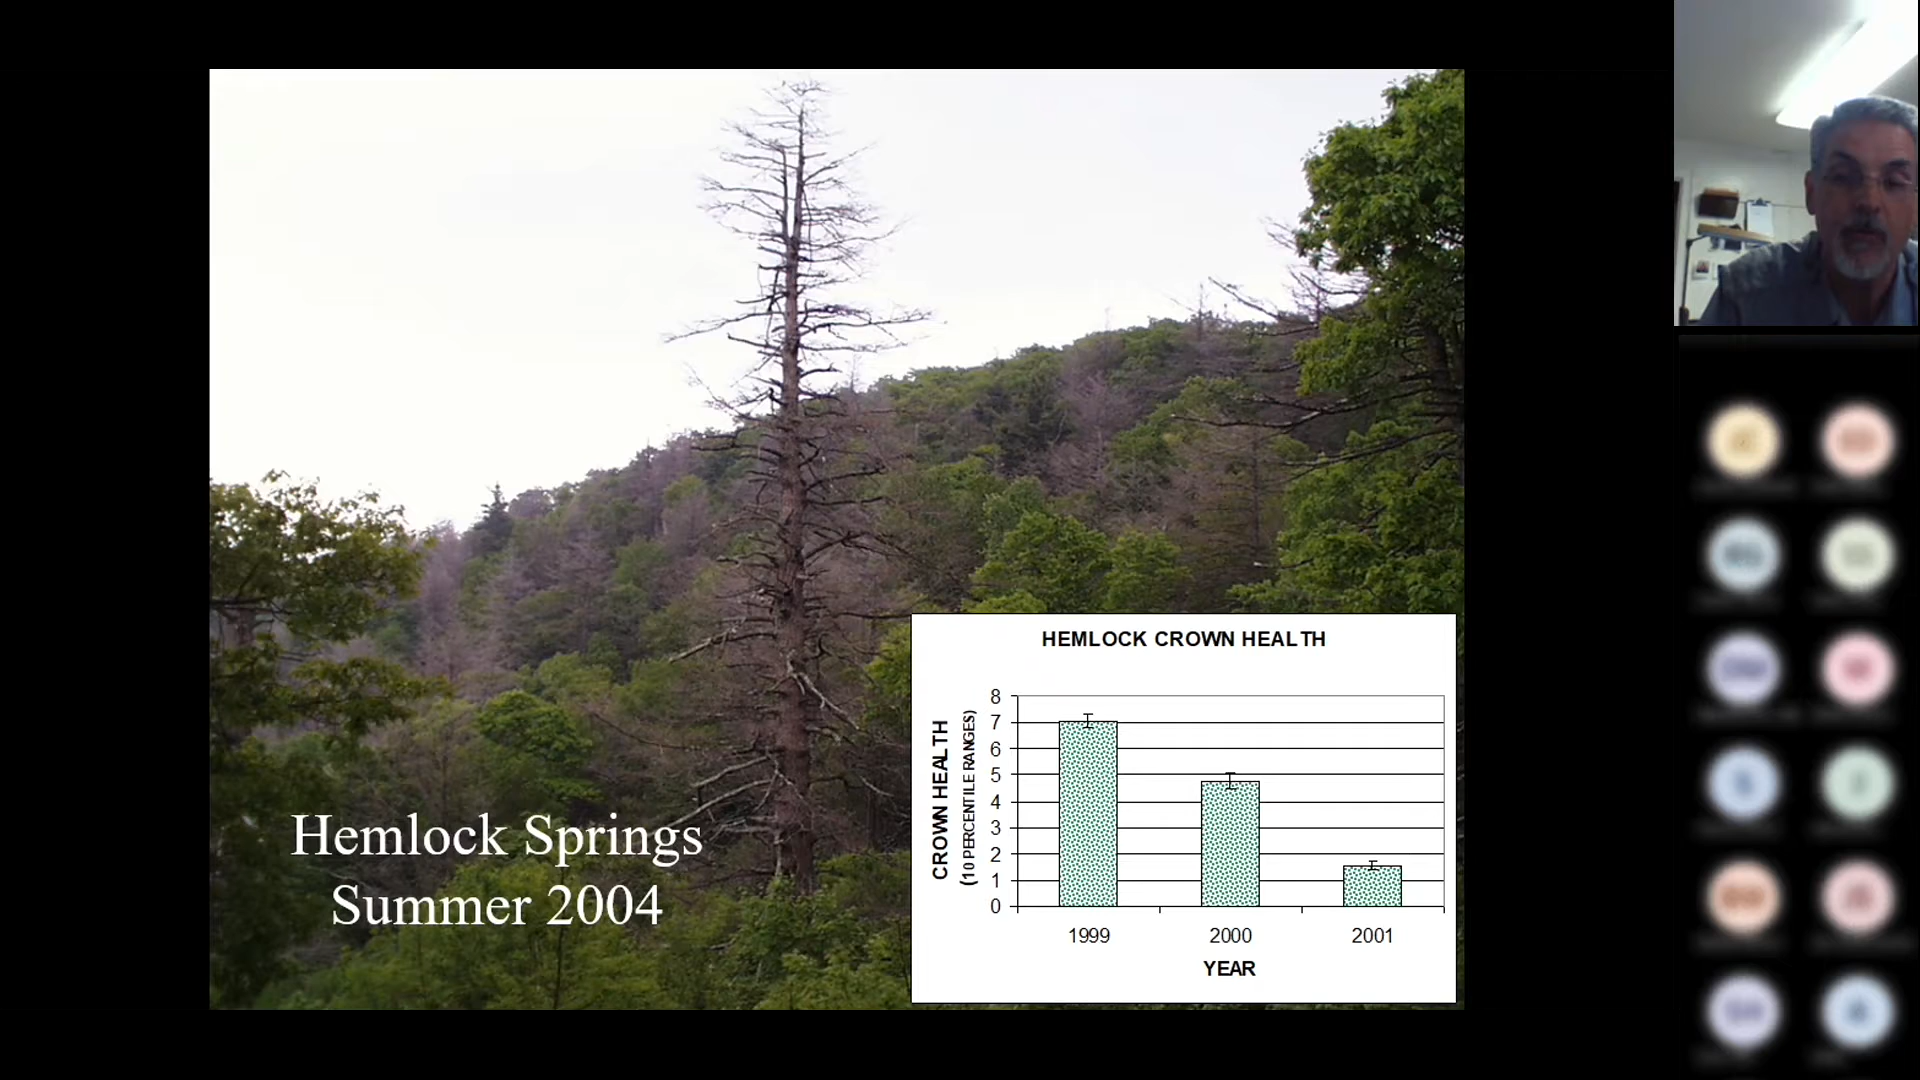 Hemlock Springs
Summer 2004
HEMLOCK CROWN HEALTH
CROWN HEALTH
(10 PERCENTILE RANGES)
8
7
6
5
4
3
2
1
0
1999
2000
2001
YEAR